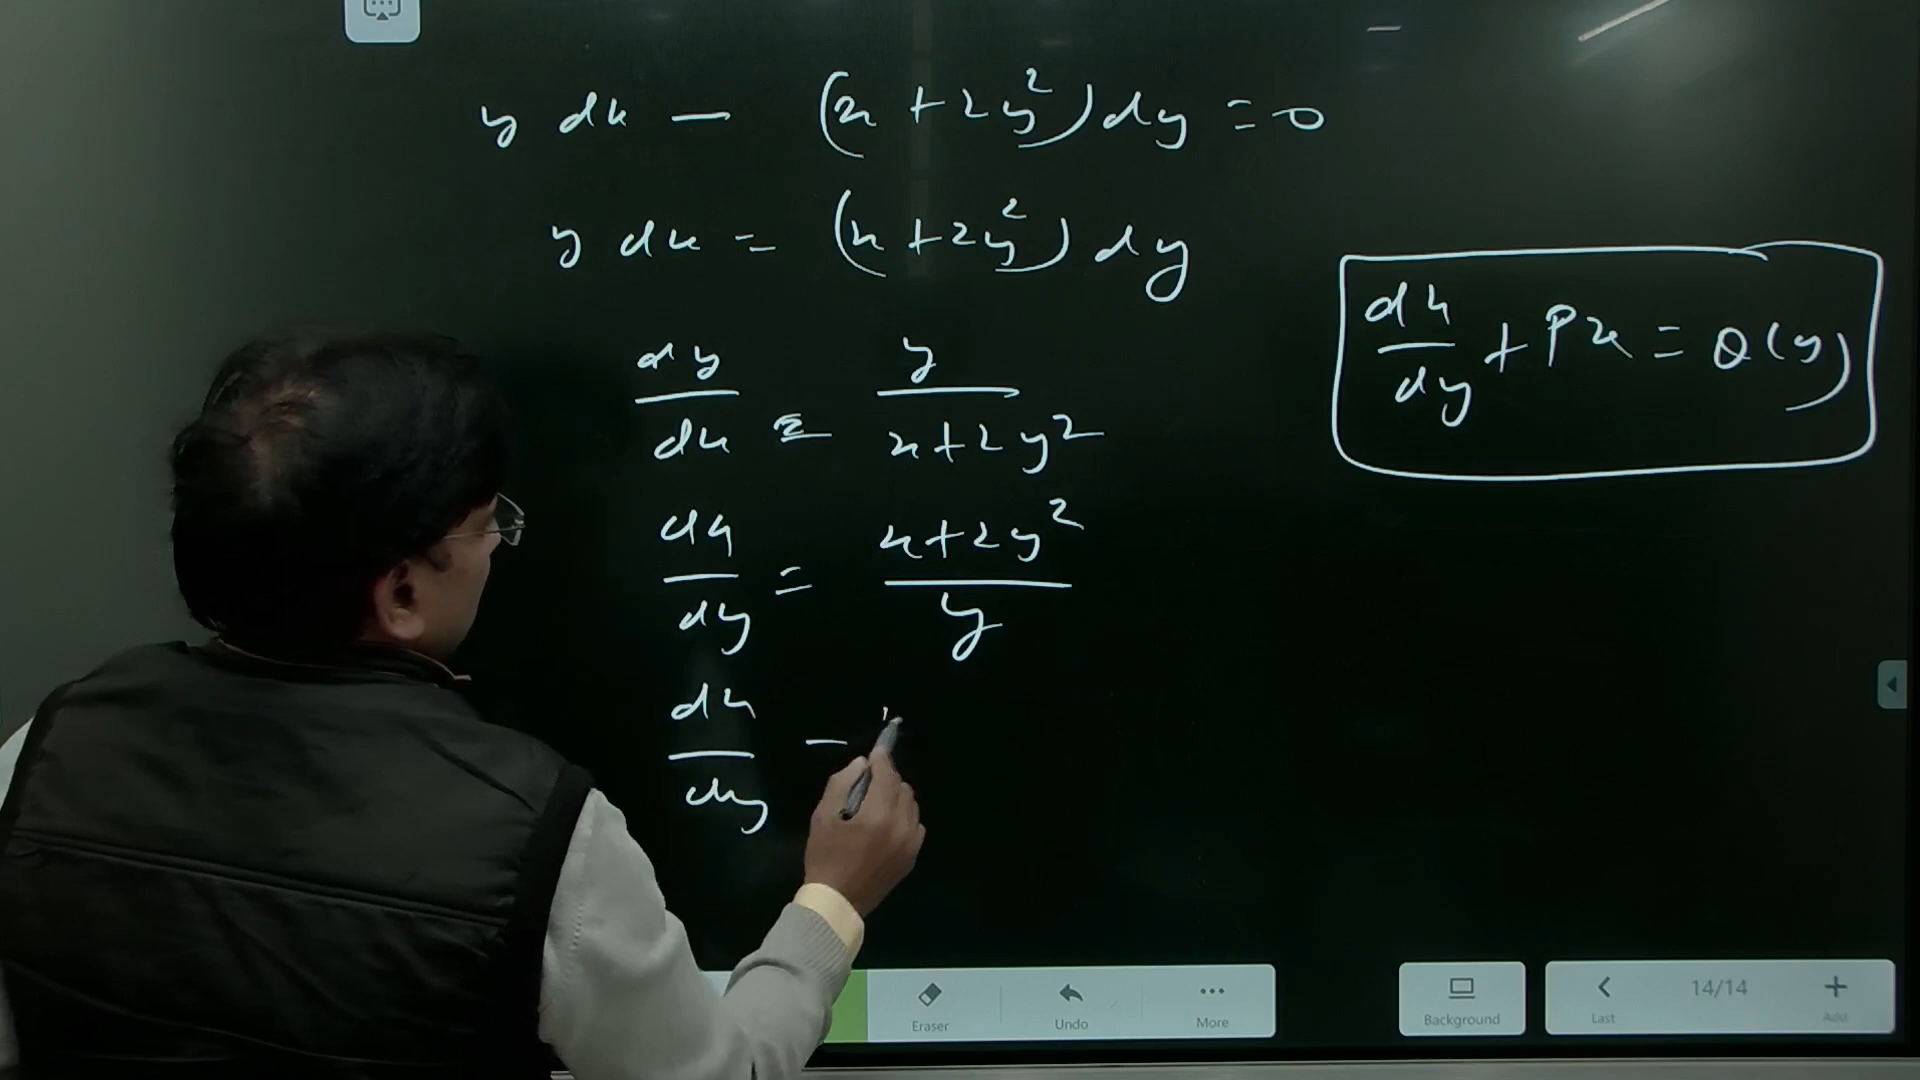 y dx − (x + 2y²) dy = 0
y dx = (x + 2y²) dy
dy/dx = y/(x + 2y²)
dx/dy + Px = Q(y)
dx/dy = (x + 2y²)/y
dx/dy −
Eraser
Undo
More
Background
Last
14/14
Add